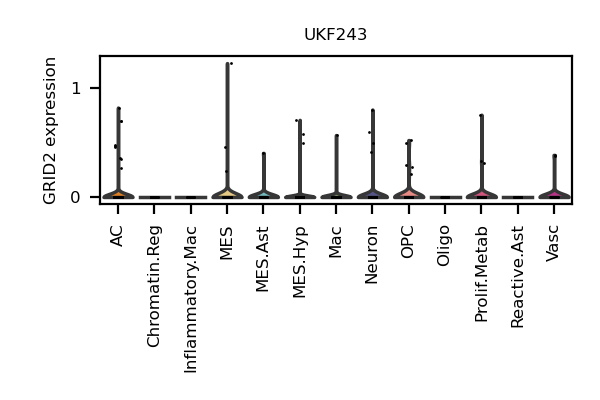 UKF243
GRID2 expression
1
0
AC
Chromatin.Reg
Inflammatory.Mac
MES
MES.Ast
MES.Hyp
Mac
Neuron
OPC
Oligo
Prolif.Metab
Reactive.Ast
Vasc